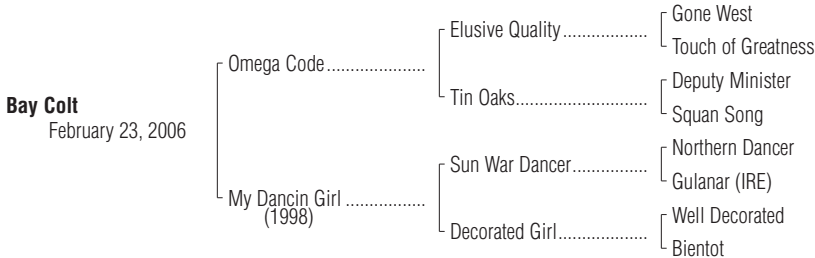 Gone West
Elusive Quality..................
Touch of Greatness
Omega Code.....................
Deputy Minister
Tin Oaks............................
Squan Song
Bay Colt
February 23, 2006
Northern Dancer
Sun War Dancer................
Gulanar (IRE)
My Dancin Girl .................
(1998)
Well Decorated
Decorated Girl...................
Bientot